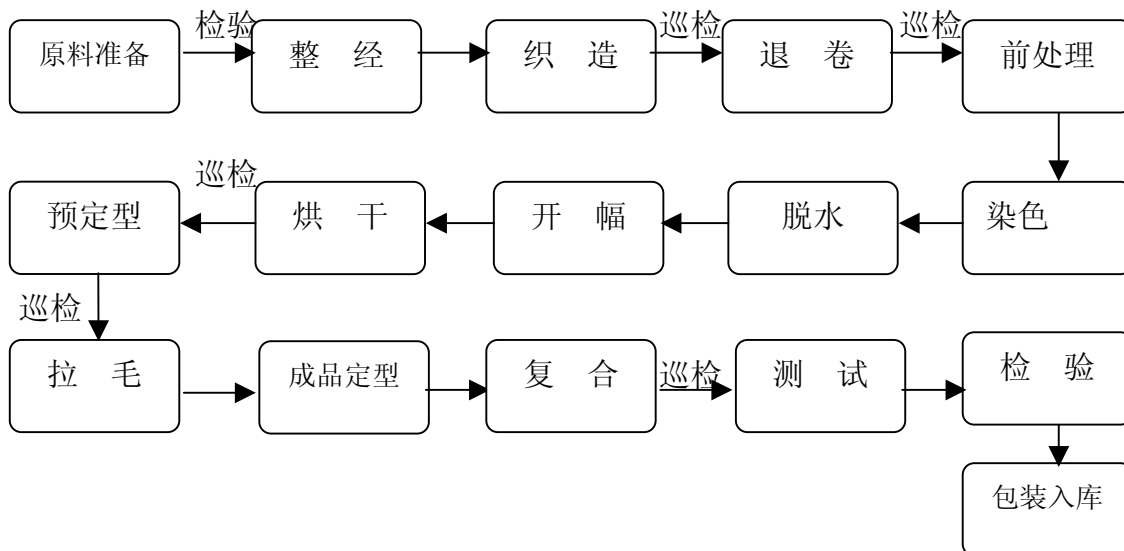 检验
巡检
巡检
原料准备
整 经
织 造
退 卷
前处理
巡检
预定型
烘 干
开 幅
脱水
染色
巡检
拉 毛
成品定型
复 合
巡检
测 试
检 验
包装入库